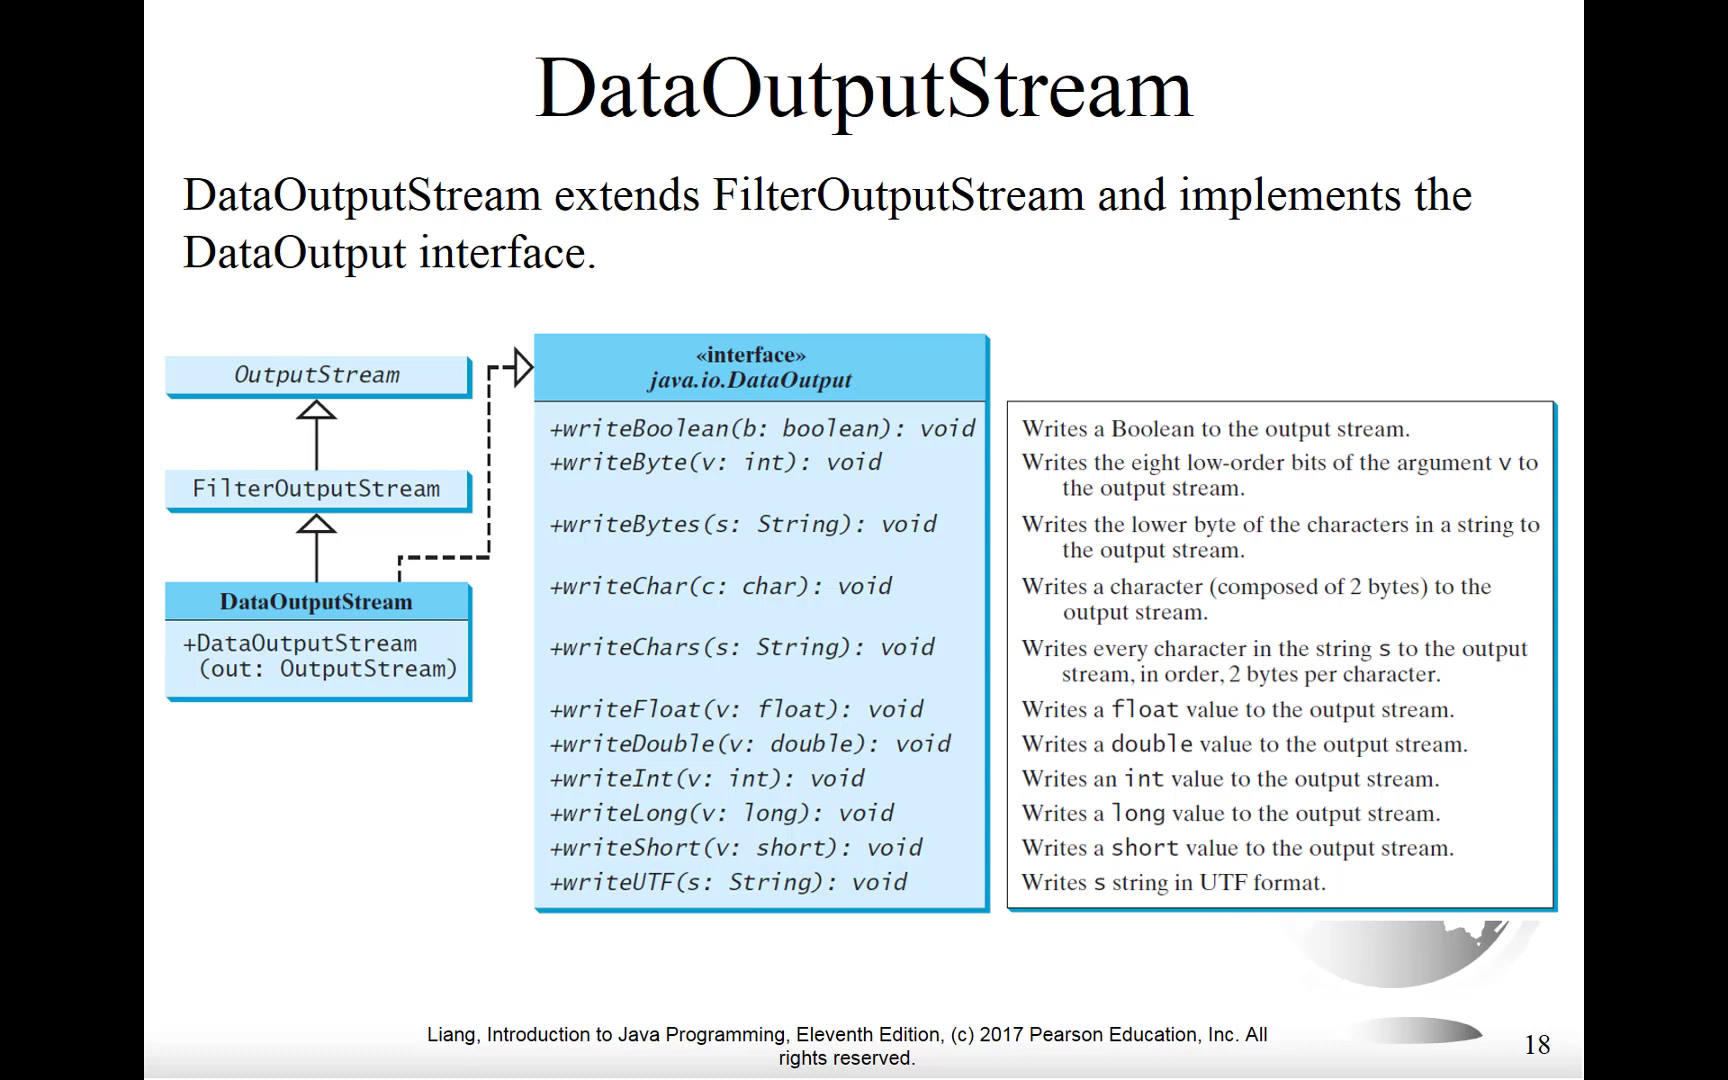 DataOutputStream
DataOutputStream extends FilterOutputStream and implements the
DataOutput interface.
OutputStream
FilterOutputStream
DataOutputStream
+DataOutputStream
(out: OutputStream)
«interface»
java.io.DataOutput
+writeBoolean(b: boolean): void
Writes a Boolean to the output stream.
+writeByte(v: int): void
Writes the eight low-order bits of the argument v to
the output stream.
+writeBytes(s: String): void
Writes the lower byte of the characters in a string to
the output stream.
+writeChar(c: char): void
Writes a character (composed of 2 bytes) to the
output stream.
+writeChars(s: String): void
Writes every character in the string s to the output
stream, in order, 2 bytes per character.
+writeFloat(v: float): void
Writes a float value to the output stream.
+writeDouble(v: double): void
Writes a double value to the output stream.
+writeInt(v: int): void
Writes an int value to the output stream.
+writeLong(v: long): void
Writes a long value to the output stream.
+writeShort(v: short): void
Writes a short value to the output stream.
+writeUTF(s: String): void
Writes s string in UTF format.
Liang, Introduction to Java Programming, Eleventh Edition, (c) 2017 Pearson Education, Inc. All
rights reserved.
18